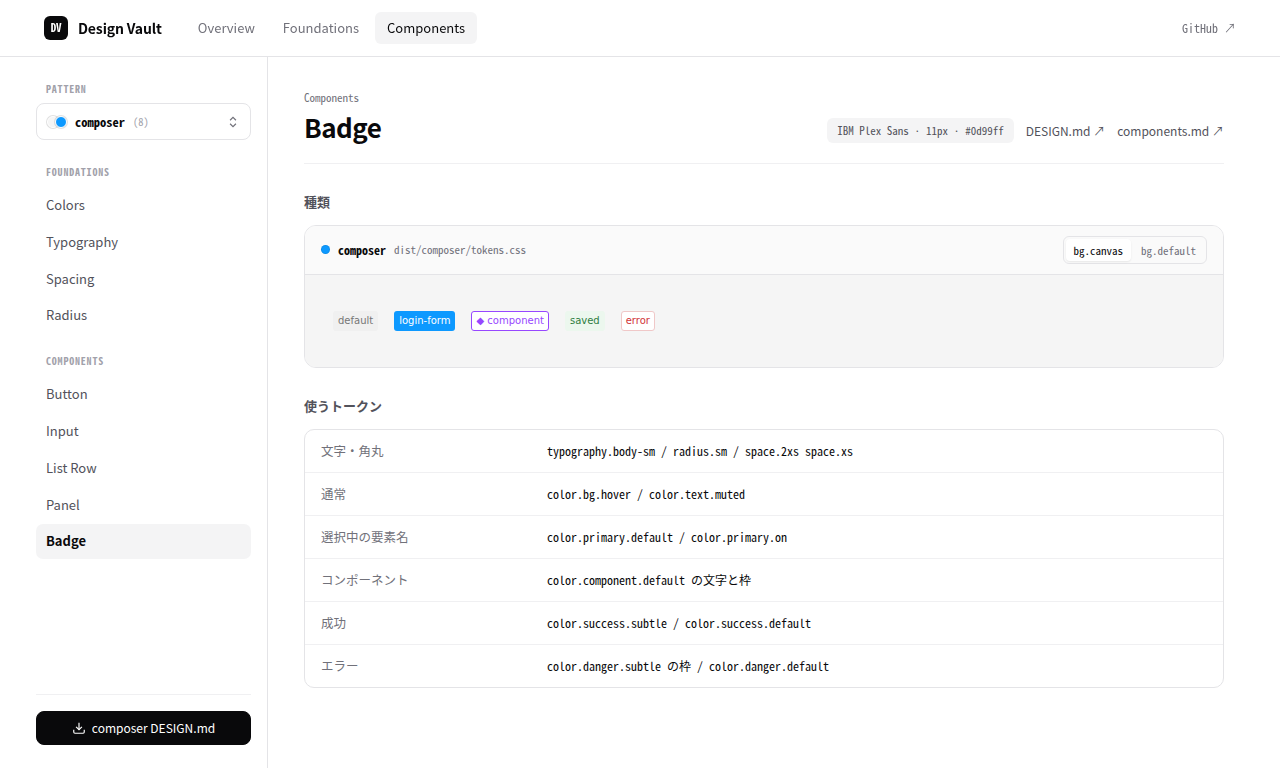 DV Design Vault Overview Foundations Components GitHub ↗
PATTERN
composer (8)
FOUNDATIONS
Colors
Typography
Spacing
Radius
COMPONENTS
Button
Input
List Row
Panel
Badge
composer DESIGN.md
Components
Badge
IBM Plex Sans · 11px · #0d99ff DESIGN.md ↗ components.md ↗
種類
composer dist/composer/tokens.css bg.canvas bg.default
default login-form ◆ component saved error
使うトークン
文字・角丸 typography.body-sm / radius.sm / space.2xs space.xs
通常 color.bg.hover / color.text.muted
選択中の要素名 color.primary.default / color.primary.on
コンポーネント color.component.default の文字と枠
成功 color.success.subtle / color.success.default
エラー color.danger.subtle の枠 / color.danger.default